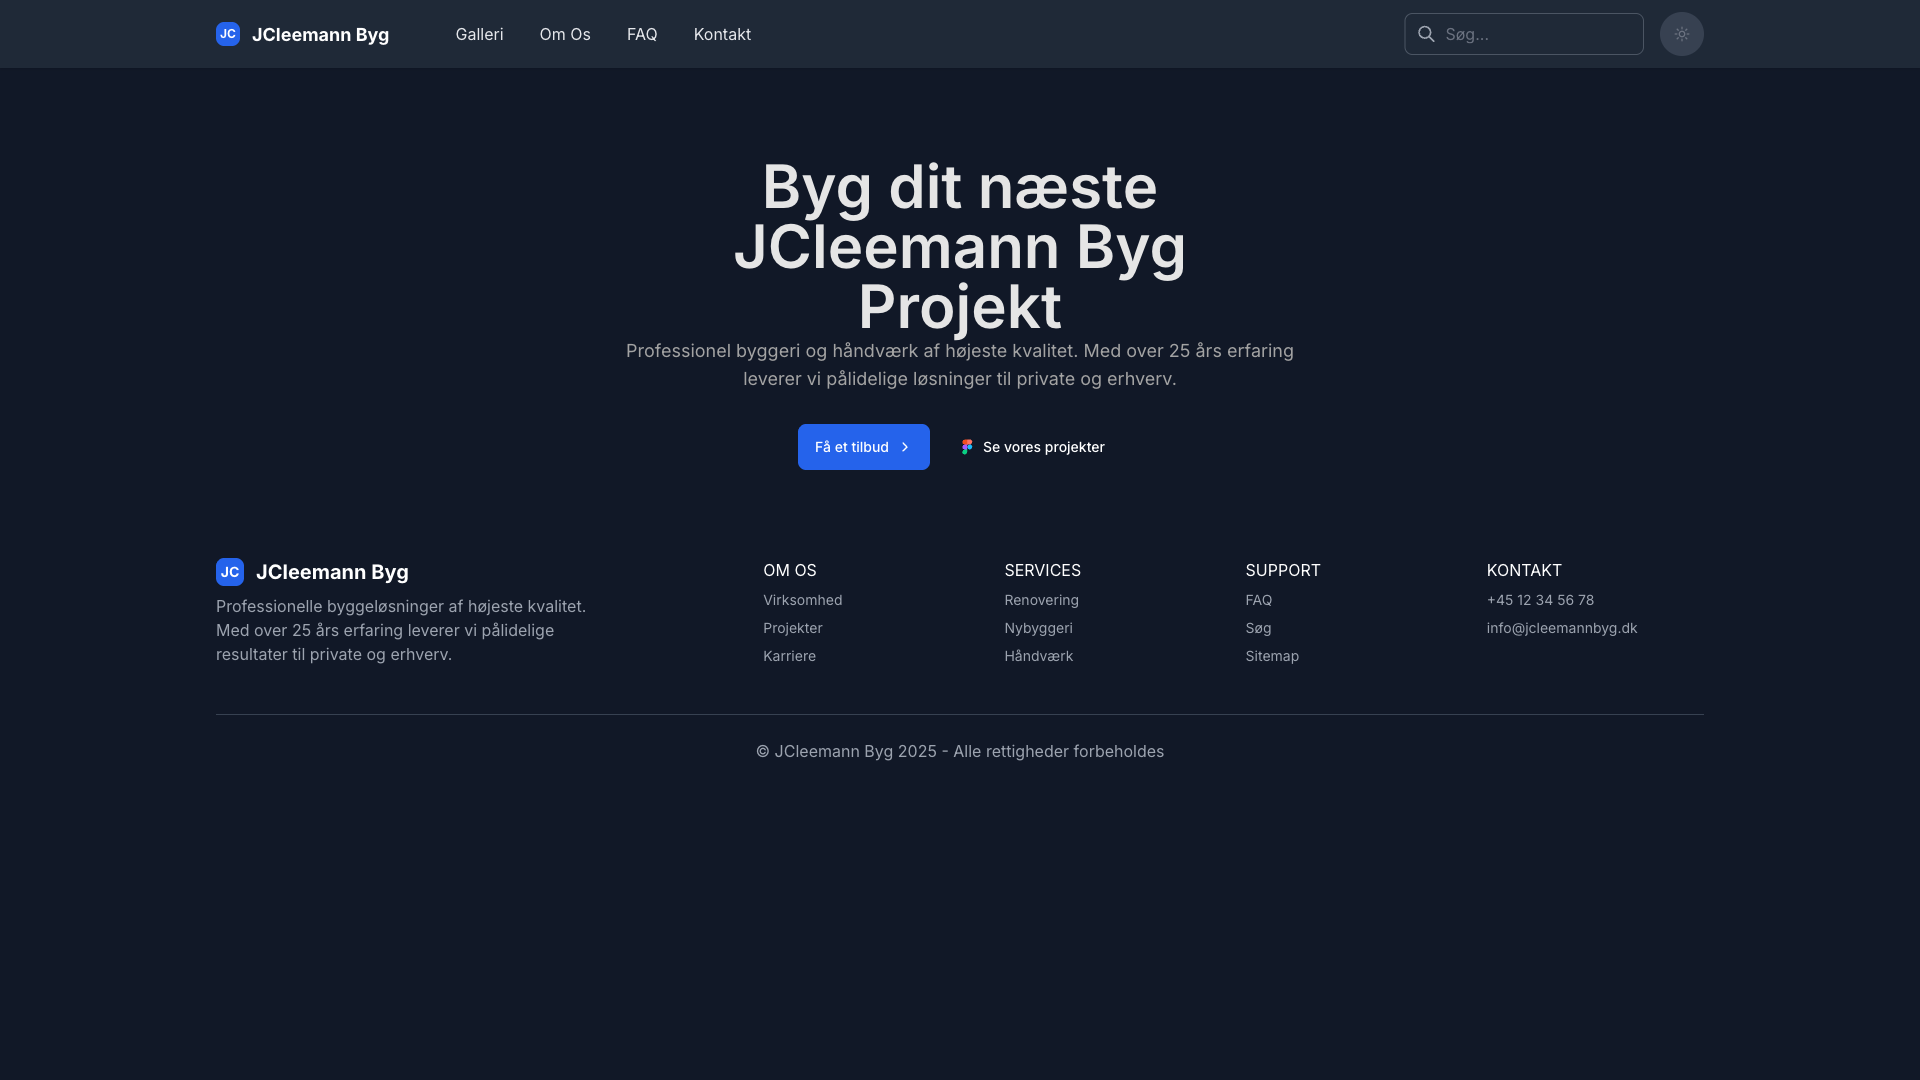 JC JCleemann Byg Galleri Om Os FAQ Kontakt Søg...
Byg dit næste
JCleemann Byg
Projekt
Professionel byggeri og håndværk af højeste kvalitet. Med over 25 års erfaring
leverer vi pålidelige løsninger til private og erhverv.
Få et tilbud Se vores projekter
JC JCleemann Byg
Professionelle byggeløsninger af højeste kvalitet.
Med over 25 års erfaring leverer vi pålidelige
resultater til private og erhverv.
OM OS
Virksomhed
Projekter
Karriere
SERVICES
Renovering
Nybyggeri
Håndværk
SUPPORT
FAQ
Søg
Sitemap
KONTAKT
+45 12 34 56 78
info@jcleemannbyg.dk
© JCleemann Byg 2025 - Alle rettigheder forbeholdes